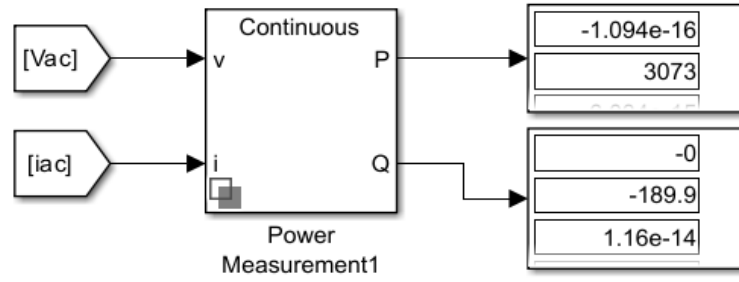 Continuous
[Vac]
v
P
-1.094e-16
3073
[iac]
i
Q
-0
-189.9
1.16e-14
Power
Measurement1